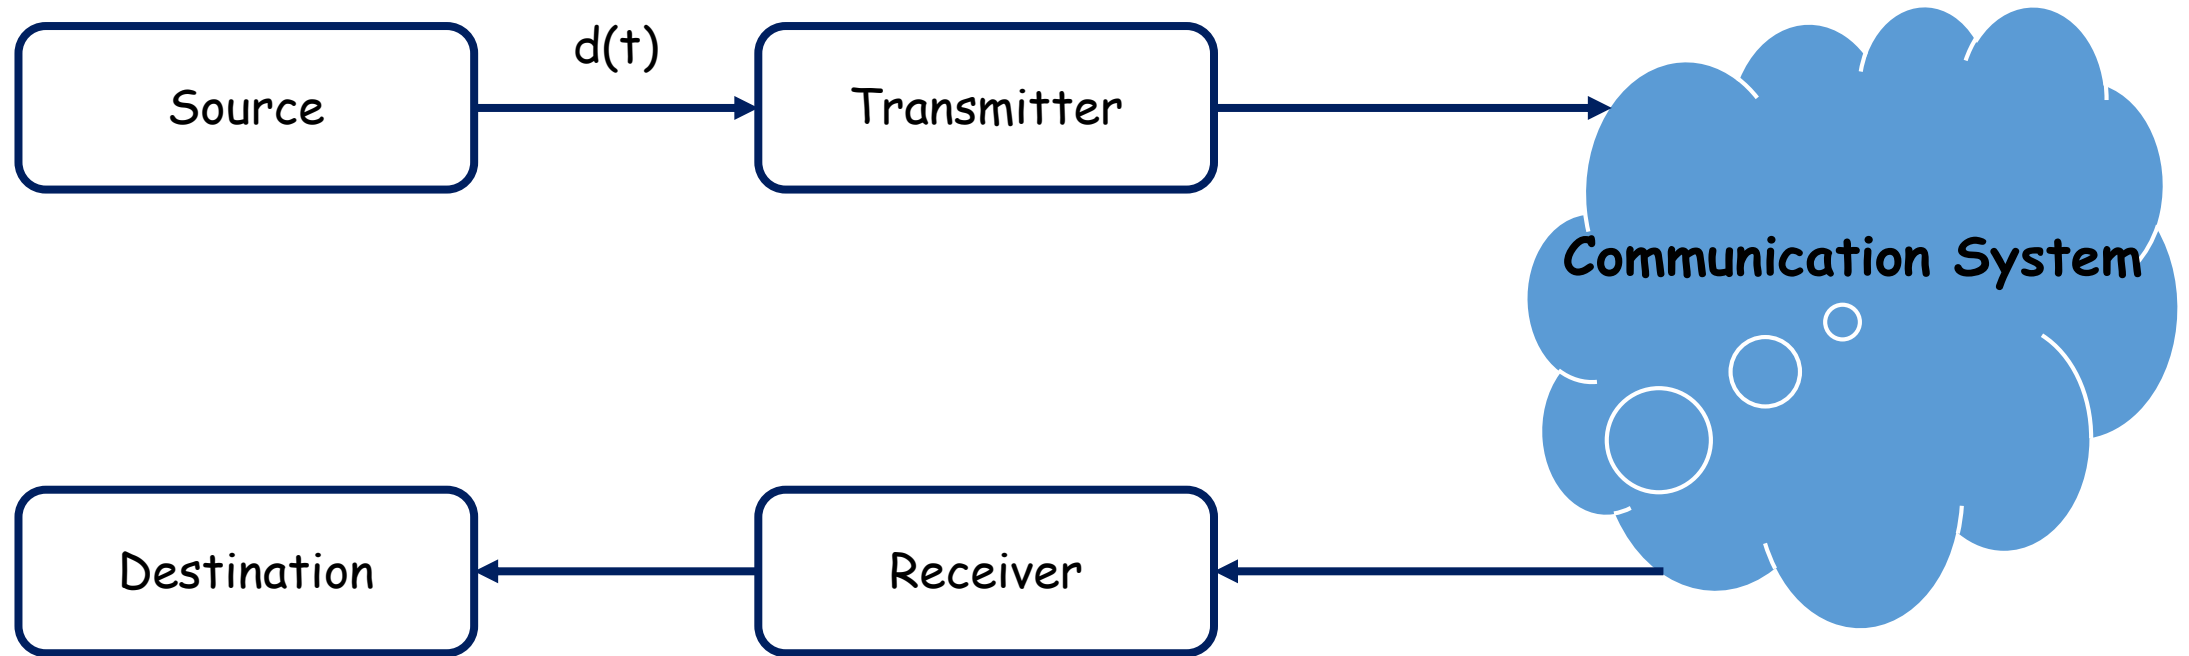 d(t)
Source
Transmitter
Communication System
Destination
Receiver